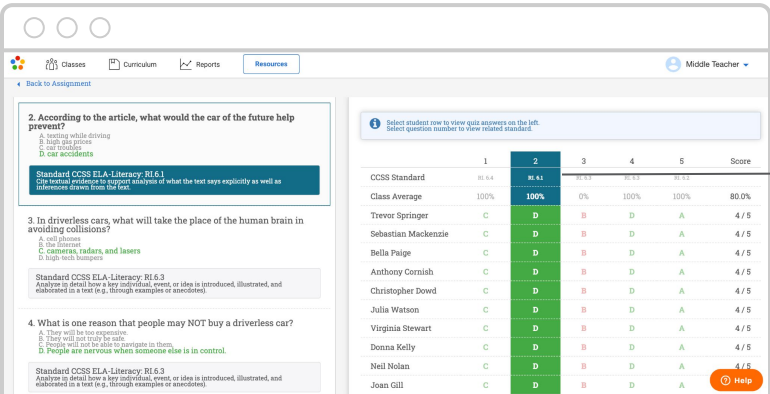 Classes Curriculum Reports Resources Middle Teacher
Back to Assignment
2. According to the article, what would the car of the future help
prevent?
A. texting while driving
B. high gas prices
C. car troubles
D. car accidents
Standard CCSS ELA-Literacy: RI.6.1
Cite textual evidence to support analysis of what the text says explicitly as well as
inferences drawn from the text.
3. In driverless cars, what will take the place of the human brain in
avoiding collisions?
A. cell phones
B. the Internet
C. cameras, radars, and lasers
D. high-tech bumpers
Standard CCSS ELA-Literacy: RI.6.3
Analyze in detail how a key individual, event, or idea is introduced, illustrated, and
elaborated in a text (e.g., through examples or anecdotes).
4. What is one reason that people may NOT buy a driverless car?
A. They will be too expensive.
B. They will not truly be safe.
C. People will not be able to navigate in them.
D. People are nervous when someone else is in control.
Standard CCSS ELA-Literacy: RI.6.3
Analyze in detail how a key individual, event, or idea is introduced, illustrated, and
elaborated in a text (e.g., through examples or anecdotes).
Select student row to view quiz answers on the left.
Select question number to view related standard.
1 2 3 4 5 Score
CCSS Standard RI. 6.4 RI. 6.1 RI. 6.3 RI. 6.3 RI. 6.2
Class Average 100% 100% 0% 100% 100% 80.0%
Trevor Springer C D B D A 4 / 5
Sebastian Mackenzie C D B D A 4 / 5
Bella Paige C D B D A 4 / 5
Anthony Cornish C D B D A 4 / 5
Christopher Dowd C D B D A 4 / 5
Julia Watson C D B D A 4 / 5
Virginia Stewart C D B D A 4 / 5
Donna Kelly C D B D A 4 / 5
Neil Nolan C D B D A 4 / 5
Joan Gill C D B D A
Help